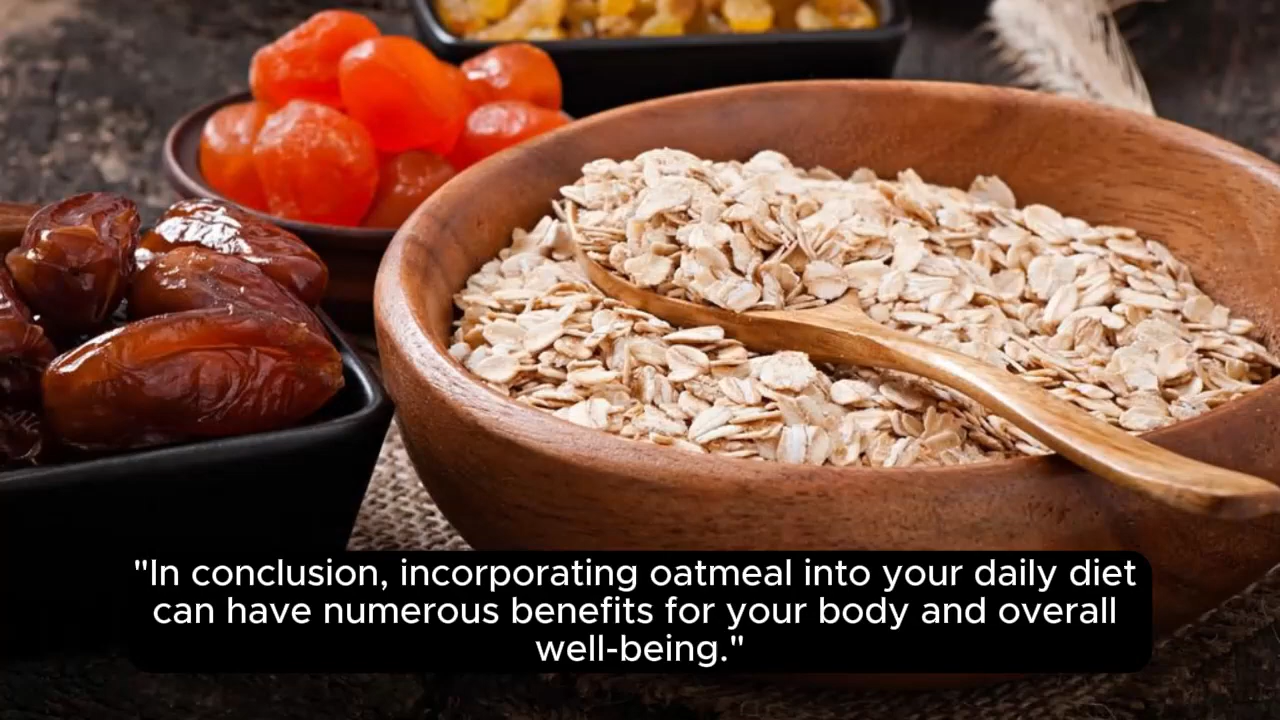 "In conclusion, incorporating oatmeal into your daily diet
can have numerous benefits for your body and overall
well-being."